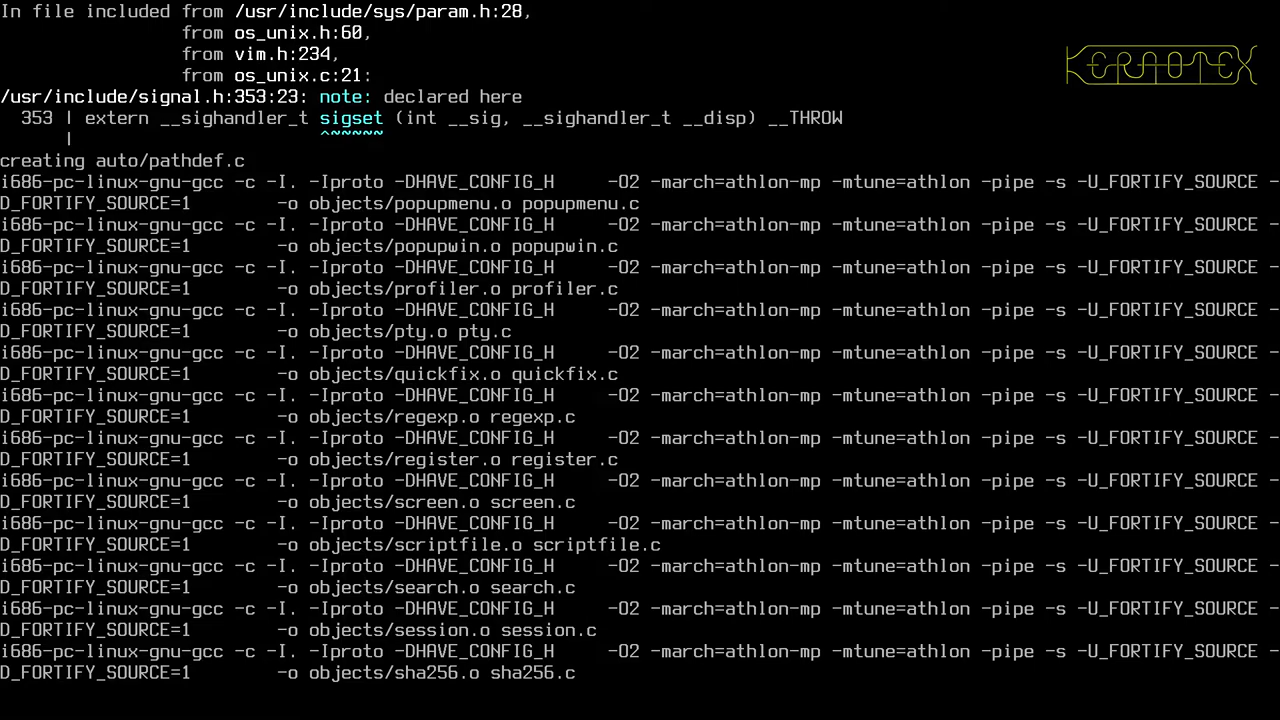 In file included from /usr/include/sys/param.h:28,
                 from os_unix.h:60,
                 from vim.h:234,
                 from os_unix.c:21:
/usr/include/signal.h:353:23: note: declared here
  353 | extern __sighandler_t sigset (int __sig, __sighandler_t __disp) __THROW
      |                       ^~~~~~
creating auto/pathdef.c
i686-pc-linux-gnu-gcc -c -I. -Iproto -DHAVE_CONFIG_H     -O2 -march=athlon-mp -mtune=athlon -pipe -s -U_FORTIFY_SOURCE -
D_FORTIFY_SOURCE=1        -o objects/popupmenu.o popupmenu.c
i686-pc-linux-gnu-gcc -c -I. -Iproto -DHAVE_CONFIG_H     -O2 -march=athlon-mp -mtune=athlon -pipe -s -U_FORTIFY_SOURCE -
D_FORTIFY_SOURCE=1        -o objects/popupwin.o popupwin.c
i686-pc-linux-gnu-gcc -c -I. -Iproto -DHAVE_CONFIG_H     -O2 -march=athlon-mp -mtune=athlon -pipe -s -U_FORTIFY_SOURCE -
D_FORTIFY_SOURCE=1        -o objects/profiler.o profiler.c
i686-pc-linux-gnu-gcc -c -I. -Iproto -DHAVE_CONFIG_H     -O2 -march=athlon-mp -mtune=athlon -pipe -s -U_FORTIFY_SOURCE -
D_FORTIFY_SOURCE=1        -o objects/pty.o pty.c
i686-pc-linux-gnu-gcc -c -I. -Iproto -DHAVE_CONFIG_H     -O2 -march=athlon-mp -mtune=athlon -pipe -s -U_FORTIFY_SOURCE -
D_FORTIFY_SOURCE=1        -o objects/quickfix.o quickfix.c
i686-pc-linux-gnu-gcc -c -I. -Iproto -DHAVE_CONFIG_H     -O2 -march=athlon-mp -mtune=athlon -pipe -s -U_FORTIFY_SOURCE -
D_FORTIFY_SOURCE=1        -o objects/regexp.o regexp.c
i686-pc-linux-gnu-gcc -c -I. -Iproto -DHAVE_CONFIG_H     -O2 -march=athlon-mp -mtune=athlon -pipe -s -U_FORTIFY_SOURCE -
D_FORTIFY_SOURCE=1        -o objects/register.o register.c
i686-pc-linux-gnu-gcc -c -I. -Iproto -DHAVE_CONFIG_H     -O2 -march=athlon-mp -mtune=athlon -pipe -s -U_FORTIFY_SOURCE -
D_FORTIFY_SOURCE=1        -o objects/screen.o screen.c
i686-pc-linux-gnu-gcc -c -I. -Iproto -DHAVE_CONFIG_H     -O2 -march=athlon-mp -mtune=athlon -pipe -s -U_FORTIFY_SOURCE -
D_FORTIFY_SOURCE=1        -o objects/scriptfile.o scriptfile.c
i686-pc-linux-gnu-gcc -c -I. -Iproto -DHAVE_CONFIG_H     -O2 -march=athlon-mp -mtune=athlon -pipe -s -U_FORTIFY_SOURCE -
D_FORTIFY_SOURCE=1        -o objects/search.o search.c
i686-pc-linux-gnu-gcc -c -I. -Iproto -DHAVE_CONFIG_H     -O2 -march=athlon-mp -mtune=athlon -pipe -s -U_FORTIFY_SOURCE -
D_FORTIFY_SOURCE=1        -o objects/session.o session.c
i686-pc-linux-gnu-gcc -c -I. -Iproto -DHAVE_CONFIG_H     -O2 -march=athlon-mp -mtune=athlon -pipe -s -U_FORTIFY_SOURCE -
D_FORTIFY_SOURCE=1        -o objects/sha256.o sha256.c